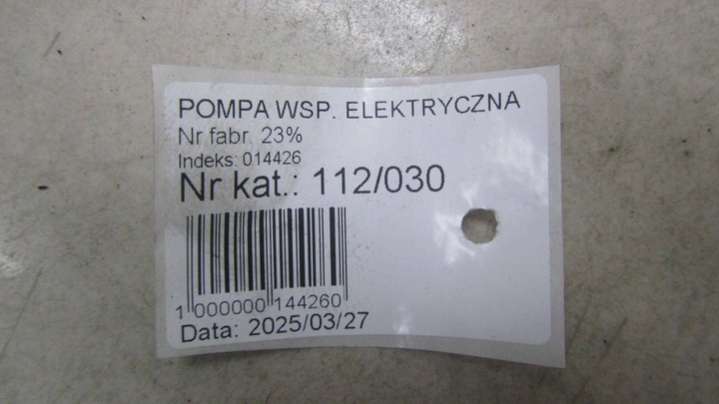 POMPA WSP. ELEKTRYCZNA
Nr fabr. 23%
Indeks: 014426
Nr kat.: 112/030
1 000000 144260
Data: 2025/03/27